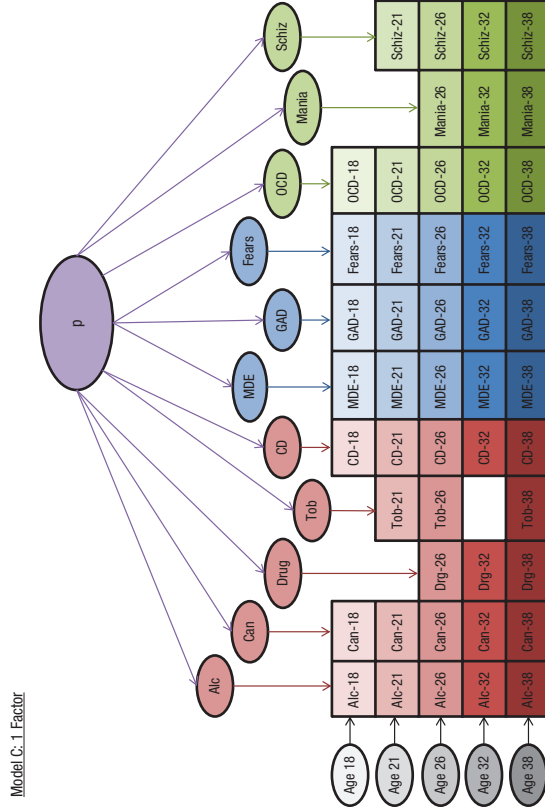 Model C: 1 Factor
p
Alc
Can
Drug
Tob
CD
MDE
GAD
Fears
OCD
Mania
Schiz
Age 18
Alc-18
Can-18
CD-18
MDE-18
GAD-18
Fears-18
OCD-18
Age 21
Alc-21
Can-21
Tob-21
CD-21
MDE-21
GAD-21
Fears-21
OCD-21
Schiz-21
Age 26
Alc-26
Can-26
Drg-26
Tob-26
CD-26
MDE-26
GAD-26
Fears-26
OCD-26
Mania-26
Schiz-26
Age 32
Alc-32
Can-32
Drg-32
CD-32
MDE-32
GAD-32
Fears-32
OCD-32
Mania-32
Schiz-32
Age 38
Alc-38
Can-38
Drg-38
Tob-38
CD-38
MDE-38
GAD-38
Fears-38
OCD-38
Mania-38
Schiz-38